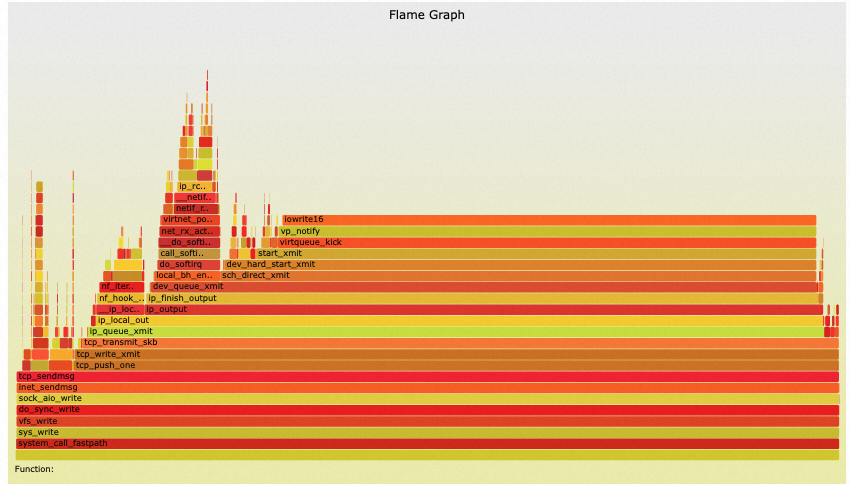 Flame Graph
ip_rc..
__netif..
netif_r..
virtnet_po..
iowrite16
net_rx_act..
vp_notify
__do_softi..
virtqueue_kick
call_softi..
start_xmit
do_softirq
dev_hard_start_xmit
local_bh_en..
sch_direct_xmit
nf_iter..
dev_queue_xmit
nf_hook_..
ip_finish_output
__ip_loc..
ip_output
ip_local_out
ip_queue_xmit
tcp_transmit_skb
tcp_write_xmit
tcp_push_one
tcp_sendmsg
inet_sendmsg
sock_aio_write
do_sync_write
vfs_write
sys_write
system_call_fastpath
Function: